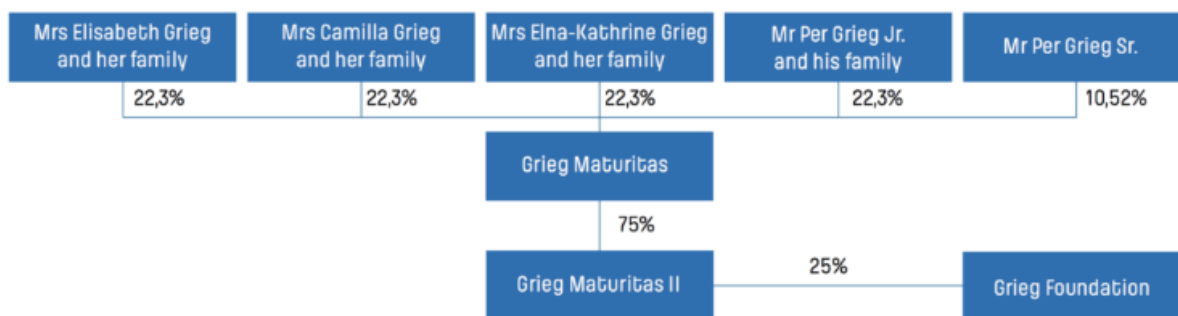 Mrs Elisabeth Grieg
and her family
Mrs Camilla Grieg
and her family
Mrs Elna-Kathrine Grieg
and her family
Mr Per Grieg Jr.
and his family
Mr Per Grieg Sr.
22,3%
22,3%
22,3%
22,3%
10,52%
Grieg Maturitas
75%
Grieg Maturitas II
25%
Grieg Foundation